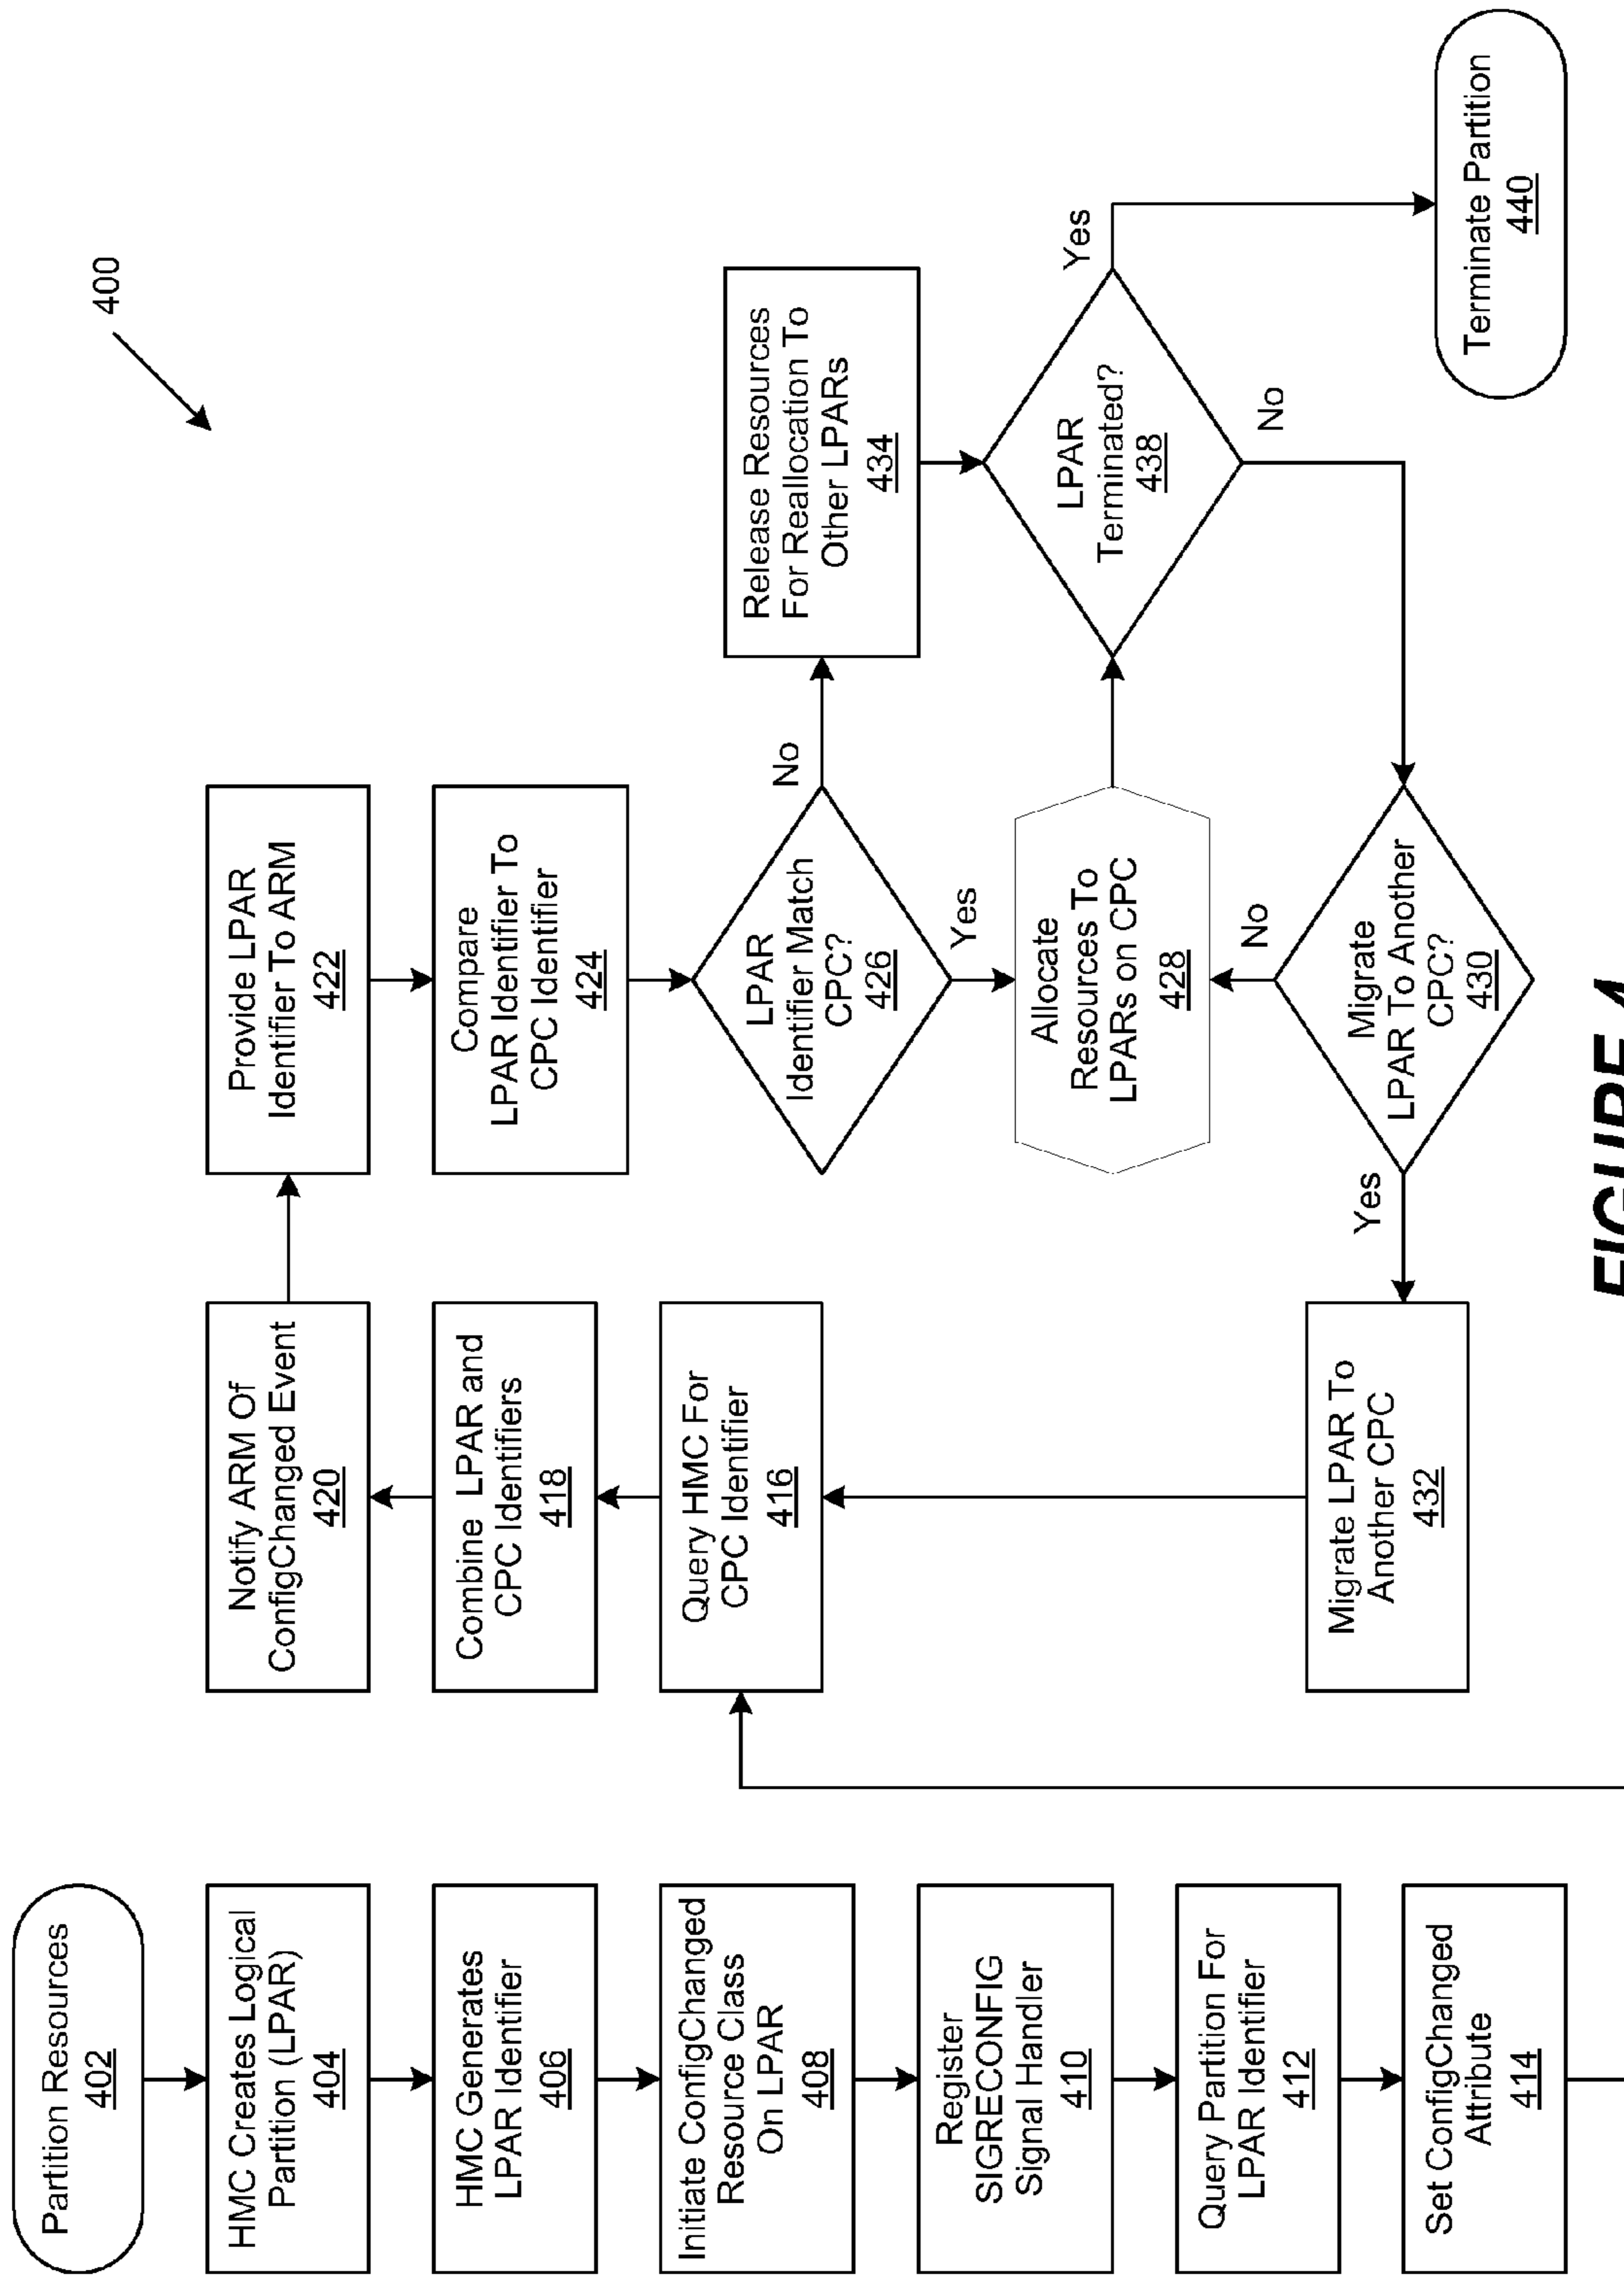 400
Partition Resources
402
HMC Creates Logical
Partition (LPAR)
404
HMC Generates
LPAR Identifier
406
Initiate ConfigChanged
Resource Class
On LPAR
408
Register
SIGRECONFIG
Signal Handler
410
Query Partition For
LPAR Identifier
412
Set ConfigChanged
Attribute
414
Notify ARM Of
ConfigChanged Event
420
Combine LPAR and
CPC Identifiers
418
Query HMC For
CPC Identifier
416
Migrate LPAR To
Another CPC
432
Provide LPAR
Identifier To ARM
422
Compare
LPAR Identifier To
CPC Identifier
424
LPAR
Identifier Match
CPC?
426
No
Yes
Allocate
Resources To
LPARs on CPC
428
No
Migrate
LPAR To Another
CPC?
430
Yes
Release Resources
For Reallocation To
Other LPARs
434
LPAR
Terminated?
438
Yes
No
Terminate Partition
440
FIGURE 4